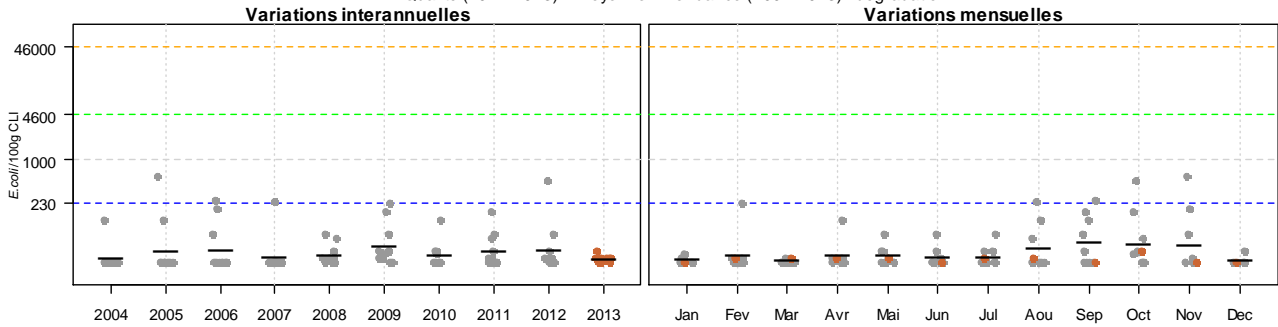 Variations interannuelles
Variations mensuelles
E.coli/100g CLI
46000
4600
1000
230
2004 2005 2006 2007 2008 2009 2010 2011 2012 2013
Jan Fev Mar Avr Mai Jun Jul Aou Sep Oct Nov Dec